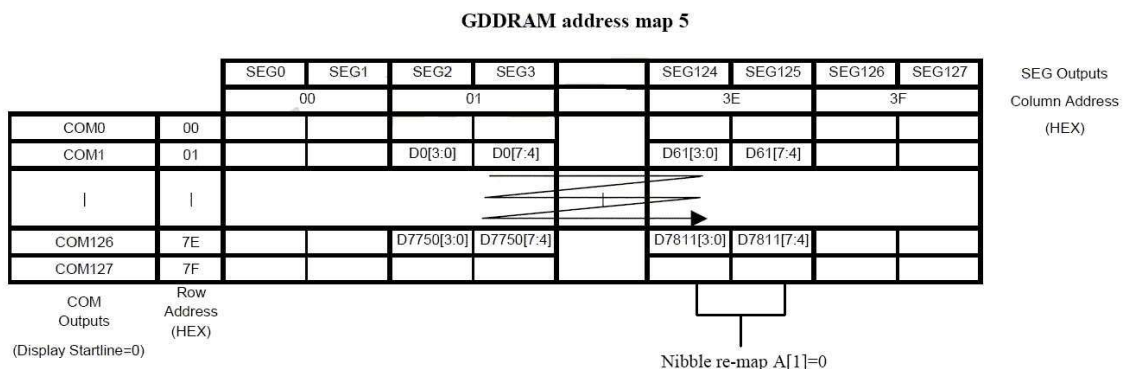 GDDRAM address map 5
SEG0 SEG1 SEG2 SEG3 SEG124 SEG125 SEG126 SEG127 SEG Outputs
00 01 3E 3F Column Address
(HEX)
COM0 00
COM1 01 D0[3:0] D0[7:4] D61[3:0] D61[7:4]
| | |
COM126 7E D7750[3:0] D7750[7:4] D7811[3:0] D7811[7:4]
COM127 7F
COM
Outputs
(Display Startline=0)
Row
Address
(HEX)
Nibble re-map A[1]=0